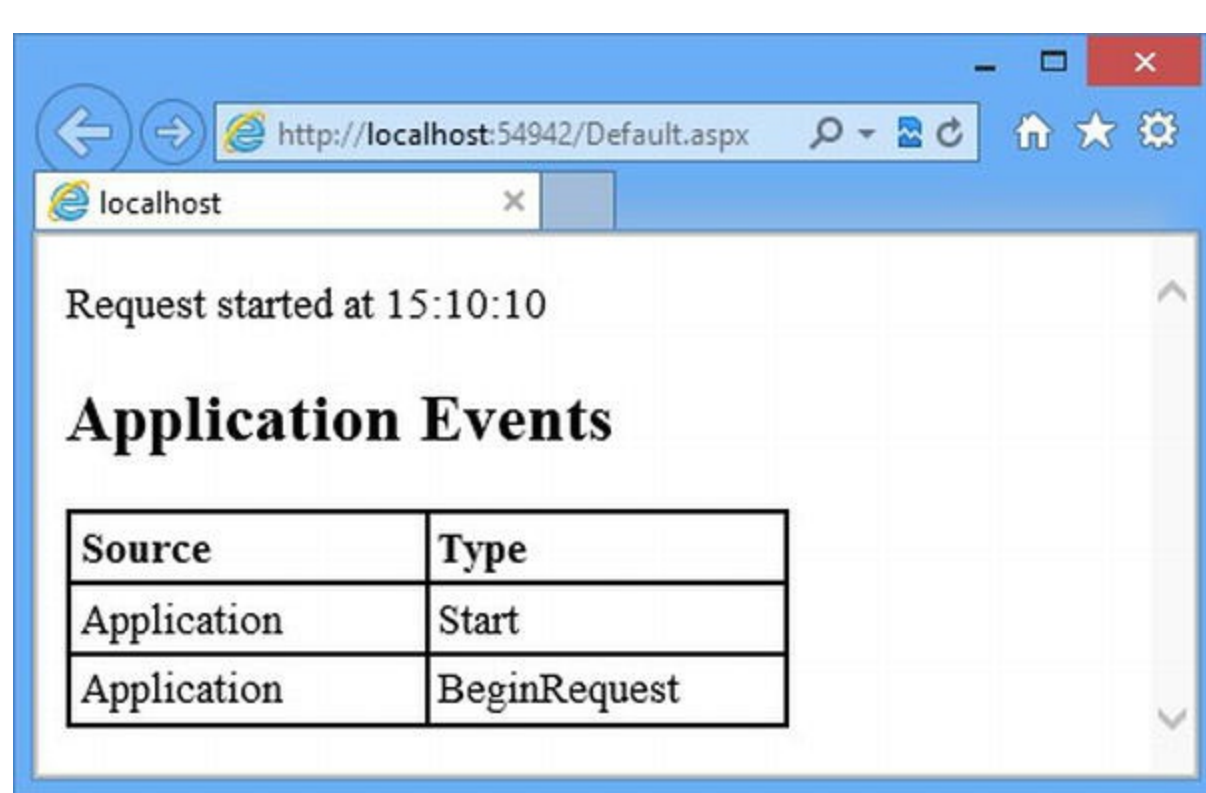 http://localhost:54942/Default.aspx
localhost
Request started at 15:10:10
Application Events
Source Type
Application Start
Application BeginRequest